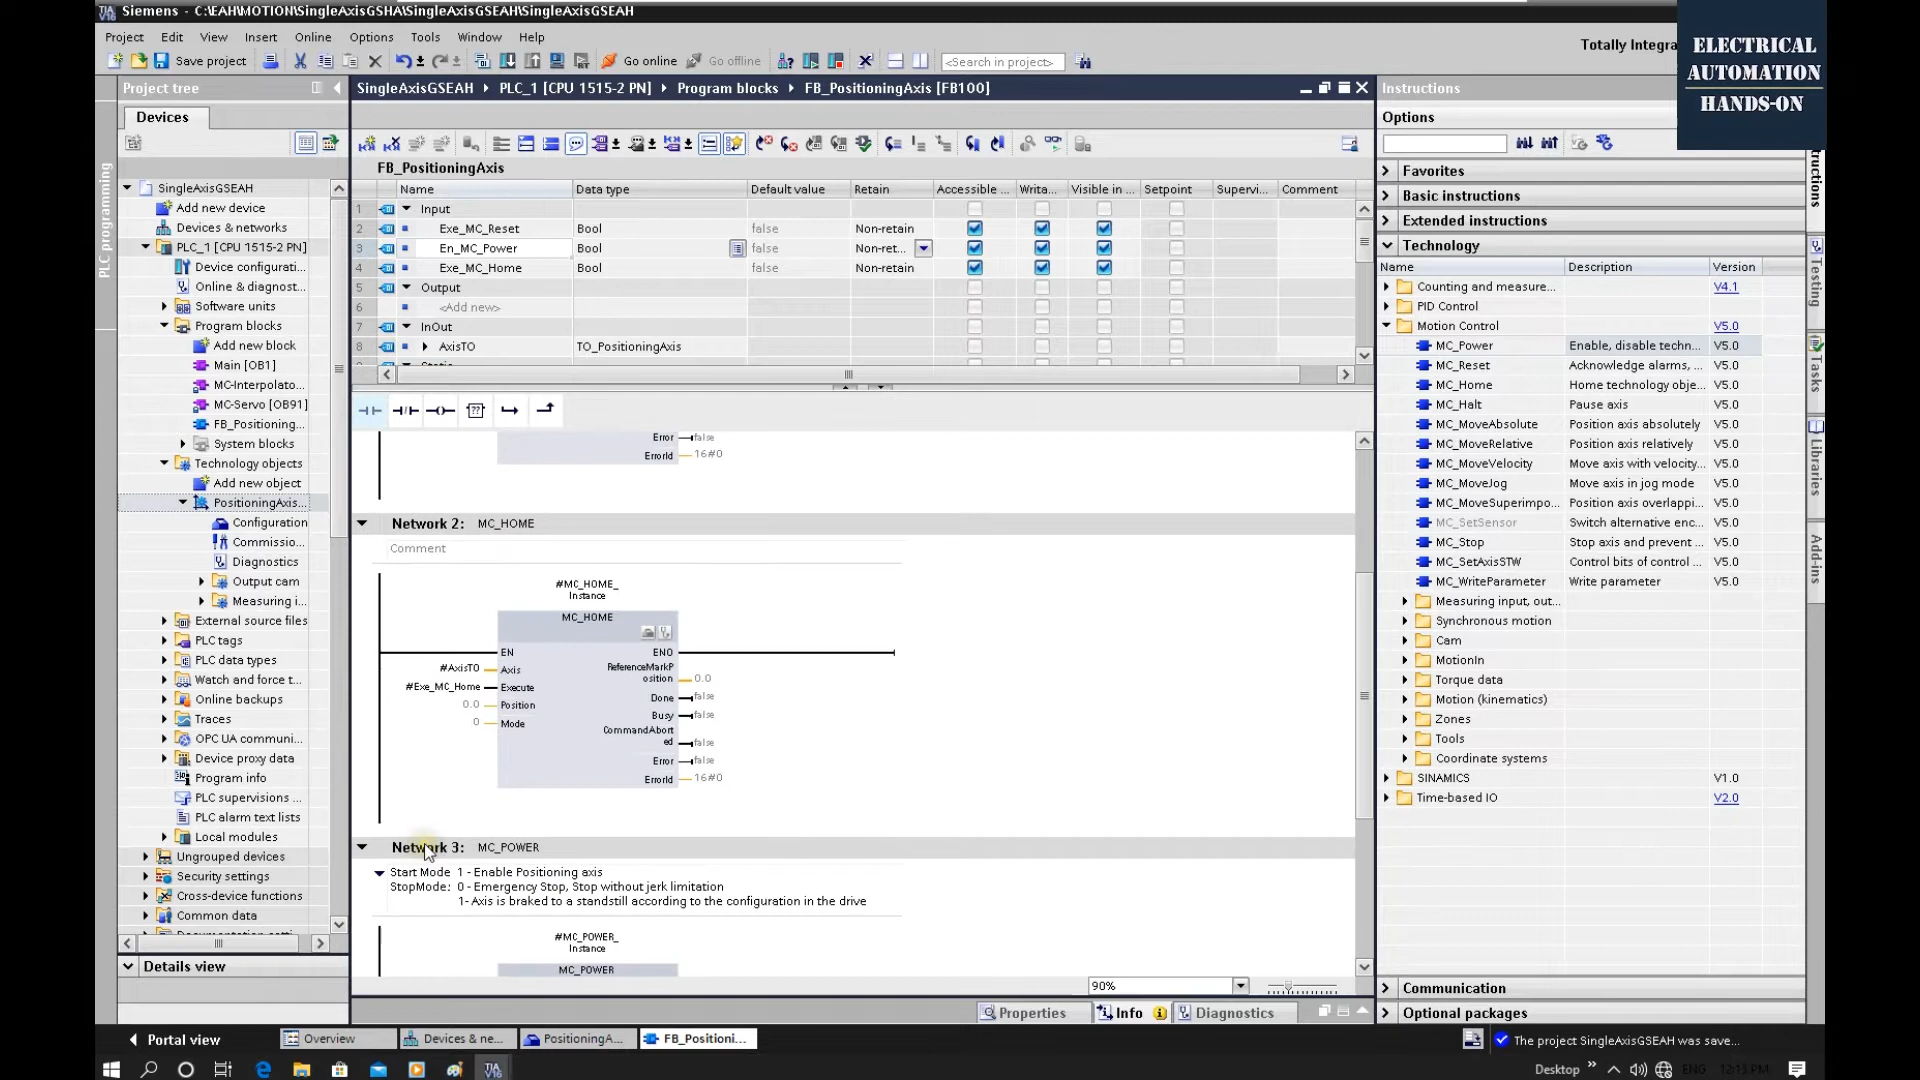 Siemens - C:\EAH\MOTION\SingleAxisGSHA\SingleAxisGSEAH\SingleAxisGSEAH
Project Edit View Insert Online Options Tools Window Help
Totally Integra
ELECTRICAL
AUTOMATION
HANDS-ON
Save project
Go online
Go offline
<Search in project>
Project tree
SingleAxisGSEAH
PLC_1 [CPU 1515-2 PN]
Program blocks
FB_PositioningAxis [FB100]
Instructions
Devices
Options
PLC programming
FB_PositioningAxis
Name Data type Default value Retain Accessible ... Writa... Visible in ... Setpoint Supervi... Comment
1 Input
2 Exe_MC_Reset Bool false Non-retain
3 En_MC_Power Bool false Non-ret...
4 Exe_MC_Home Bool false Non-retain
5 Output
6 <Add new>
7 InOut
8 AxisTO TO_PositioningAxis
SingleAxisGSEAH
Add new device
Devices & networks
PLC_1 [CPU 1515-2 PN]
Device configurati...
Online & diagnost...
Software units
Program blocks
Add new block
Main [OB1]
MC-Interpolato...
MC-Servo [OB91]
FB_Positioning...
System blocks
Technology objects
Add new object
PositioningAxis...
Configuration
Commissio...
Diagnostics
Output cam
Measuring i...
External source files
PLC tags
PLC data types
Watch and force t...
Online backups
Traces
OPC UA communi...
Device proxy data
Program info
PLC supervisions ...
PLC alarm text lists
Local modules
Ungrouped devices
Security settings
Cross-device functions
Common data
Details view
Error false
ErrorId 16#0
Network 2: MC_HOME
Comment
#MC_HOME_
Instance
MC_HOME
EN ENO
#AxisTO Axis
ReferenceMarkP
osition 0.0
#Exe_MC_Home Execute
Done false
0.0 Position
Busy false
0 Mode
CommandAbort
ed false
Error false
ErrorId 16#0
Network 3: MC_POWER
Start Mode 1 - Enable Positioning axis
StopMode: 0 - Emergency Stop, Stop without jerk limitation
1- Axis is braked to a standstill according to the configuration in the drive
#MC_POWER_
Instance
MC_POWER
90%
Properties Info Diagnostics
Favorites
Basic instructions
Extended instructions
Technology
Name Description Version
Counting and measure... V4.1
PID Control
Motion Control V5.0
MC_Power Enable, disable techn... V5.0
MC_Reset Acknowledge alarms, ... V5.0
MC_Home Home technology obje... V5.0
MC_Halt Pause axis V5.0
MC_MoveAbsolute Position axis absolutely V5.0
MC_MoveRelative Position axis relatively V5.0
MC_MoveVelocity Move axis with velocity... V5.0
MC_MoveJog Move axis in jog mode V5.0
MC_MoveSuperimpo... Position axis overlappi... V5.0
MC_SetSensor Switch alternative enc... V5.0
MC_Stop Stop axis and prevent ... V5.0
MC_SetAxisSTW Control bits of control ... V5.0
MC_WriteParameter Write parameter V5.0
Measuring input, out...
Synchronous motion
Cam
MotionIn
Torque data
Motion (kinematics)
Zones
Tools
Coordinate systems
SINAMICS V1.0
Time-based IO V2.0
Communication
Optional packages
Testing
Tasks
Libraries
Add-ins
Portal view
Overview
Devices & ne...
PositioningA...
FB_Positioni...
The project SingleAxisGSEAH was save...
Desktop